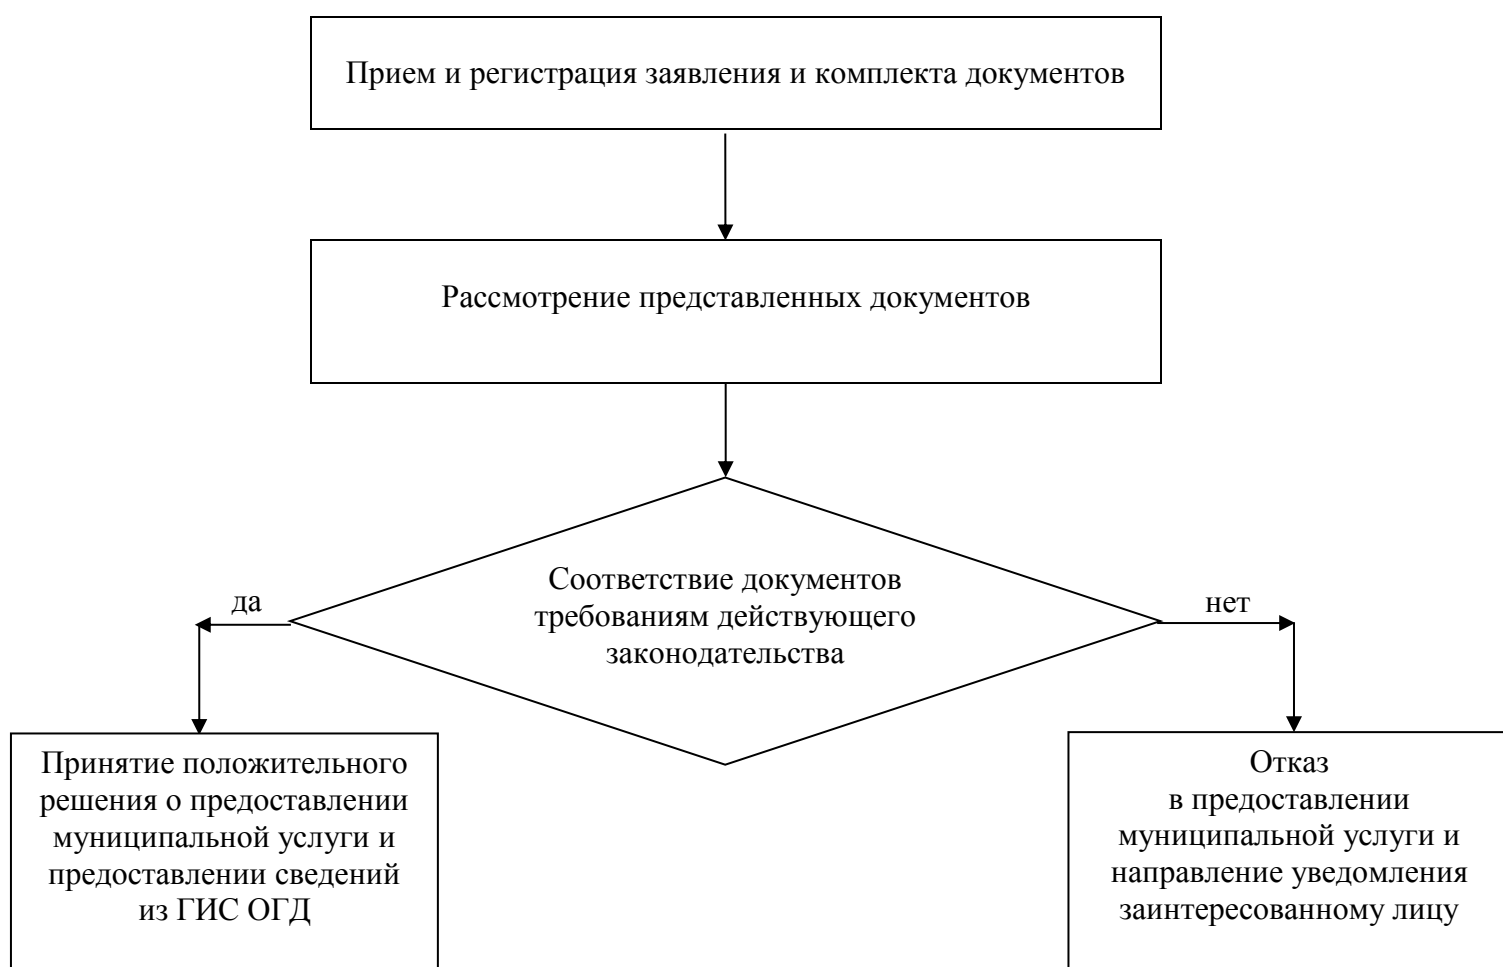 Прием и регистрация заявления и комплекта документов
Рассмотрение представленных документов
Соответствие документов
требованиям действующего
законодательства
да
нет
Принятие положительного
решения о предоставлении
муниципальной услуги и
предоставлении сведений
из ГИС ОГД
Отказ
в предоставлении
муниципальной услуги и
направление уведомления
заинтересованному лицу